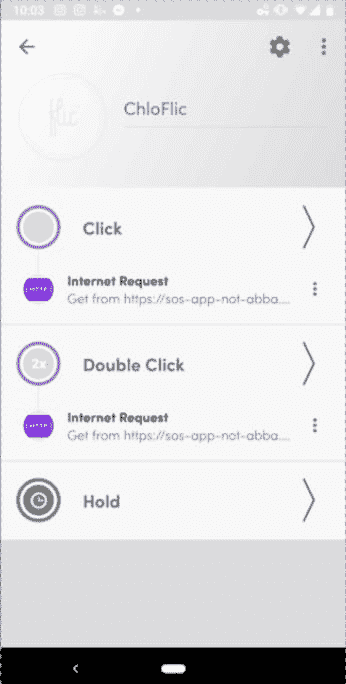 10:03
flic
ChloFlic
Click
Internet Request
Get from https://sos-app-not-abba....
2x
Double Click
Internet Request
Get from https://sos-app-not-abba....
Hold